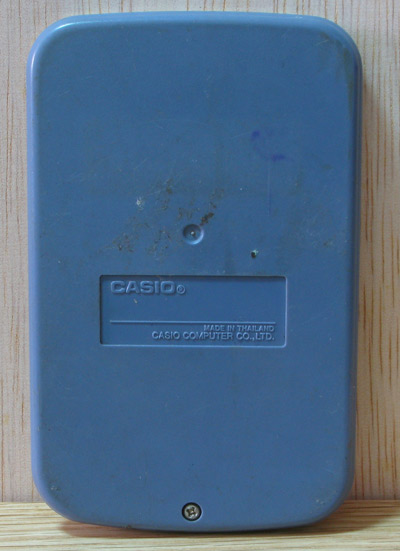 CASIO®
MADE IN THAILAND
CASIO COMPUTER CO.,LTD.